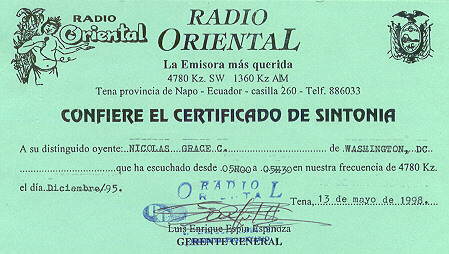 RADIO
Oriental
RADIO
ORIENTAL
La Emisora más querida
4780 Kz. SW 1360 Kz AM
Tena provincia de Napo - Ecuador - casilla 260 - Telf. 886033
CONFIERE EL CERTIFICADO DE SINTONIA
A su distinguido oyente: NICOLAS GRACE C. de WASHINGTON, DC
que ha escuchado desde 05H00 a 05H30 en nuestra frecuencia de 4780 Kz.
el día Diciembre/95.
RADIO
ORIENTAL
Tena, 13 de mayo de 1998.
Luis Enrique Espín Espinoza
GERENTE GENERAL